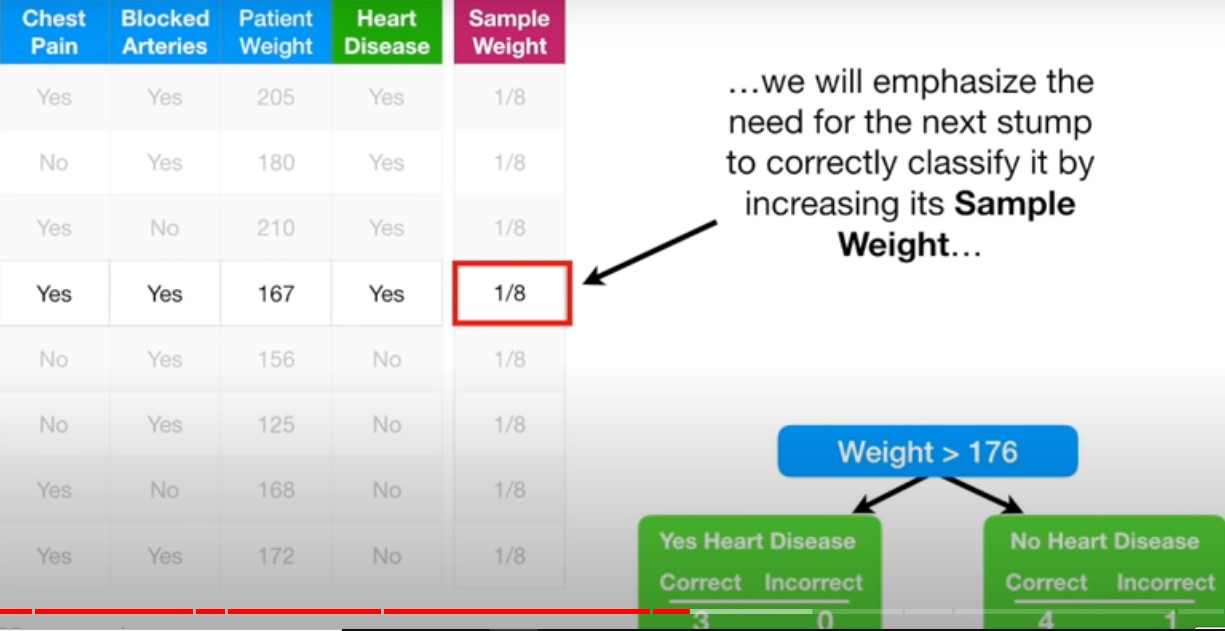 Chest Pain Blocked Arteries Patient Weight Heart Disease Sample Weight
Yes Yes 205 Yes 1/8
No Yes 180 Yes 1/8
Yes No 210 Yes 1/8
Yes Yes 167 Yes 1/8
No Yes 156 No 1/8
No Yes 125 No 1/8
Yes No 168 No 1/8
Yes Yes 172 No 1/8
…we will emphasize the
need for the next stump
to correctly classify it by
increasing its Sample
Weight…
Weight > 176
Yes Heart Disease
Correct Incorrect
3 0
No Heart Disease
Correct Incorrect
4 1